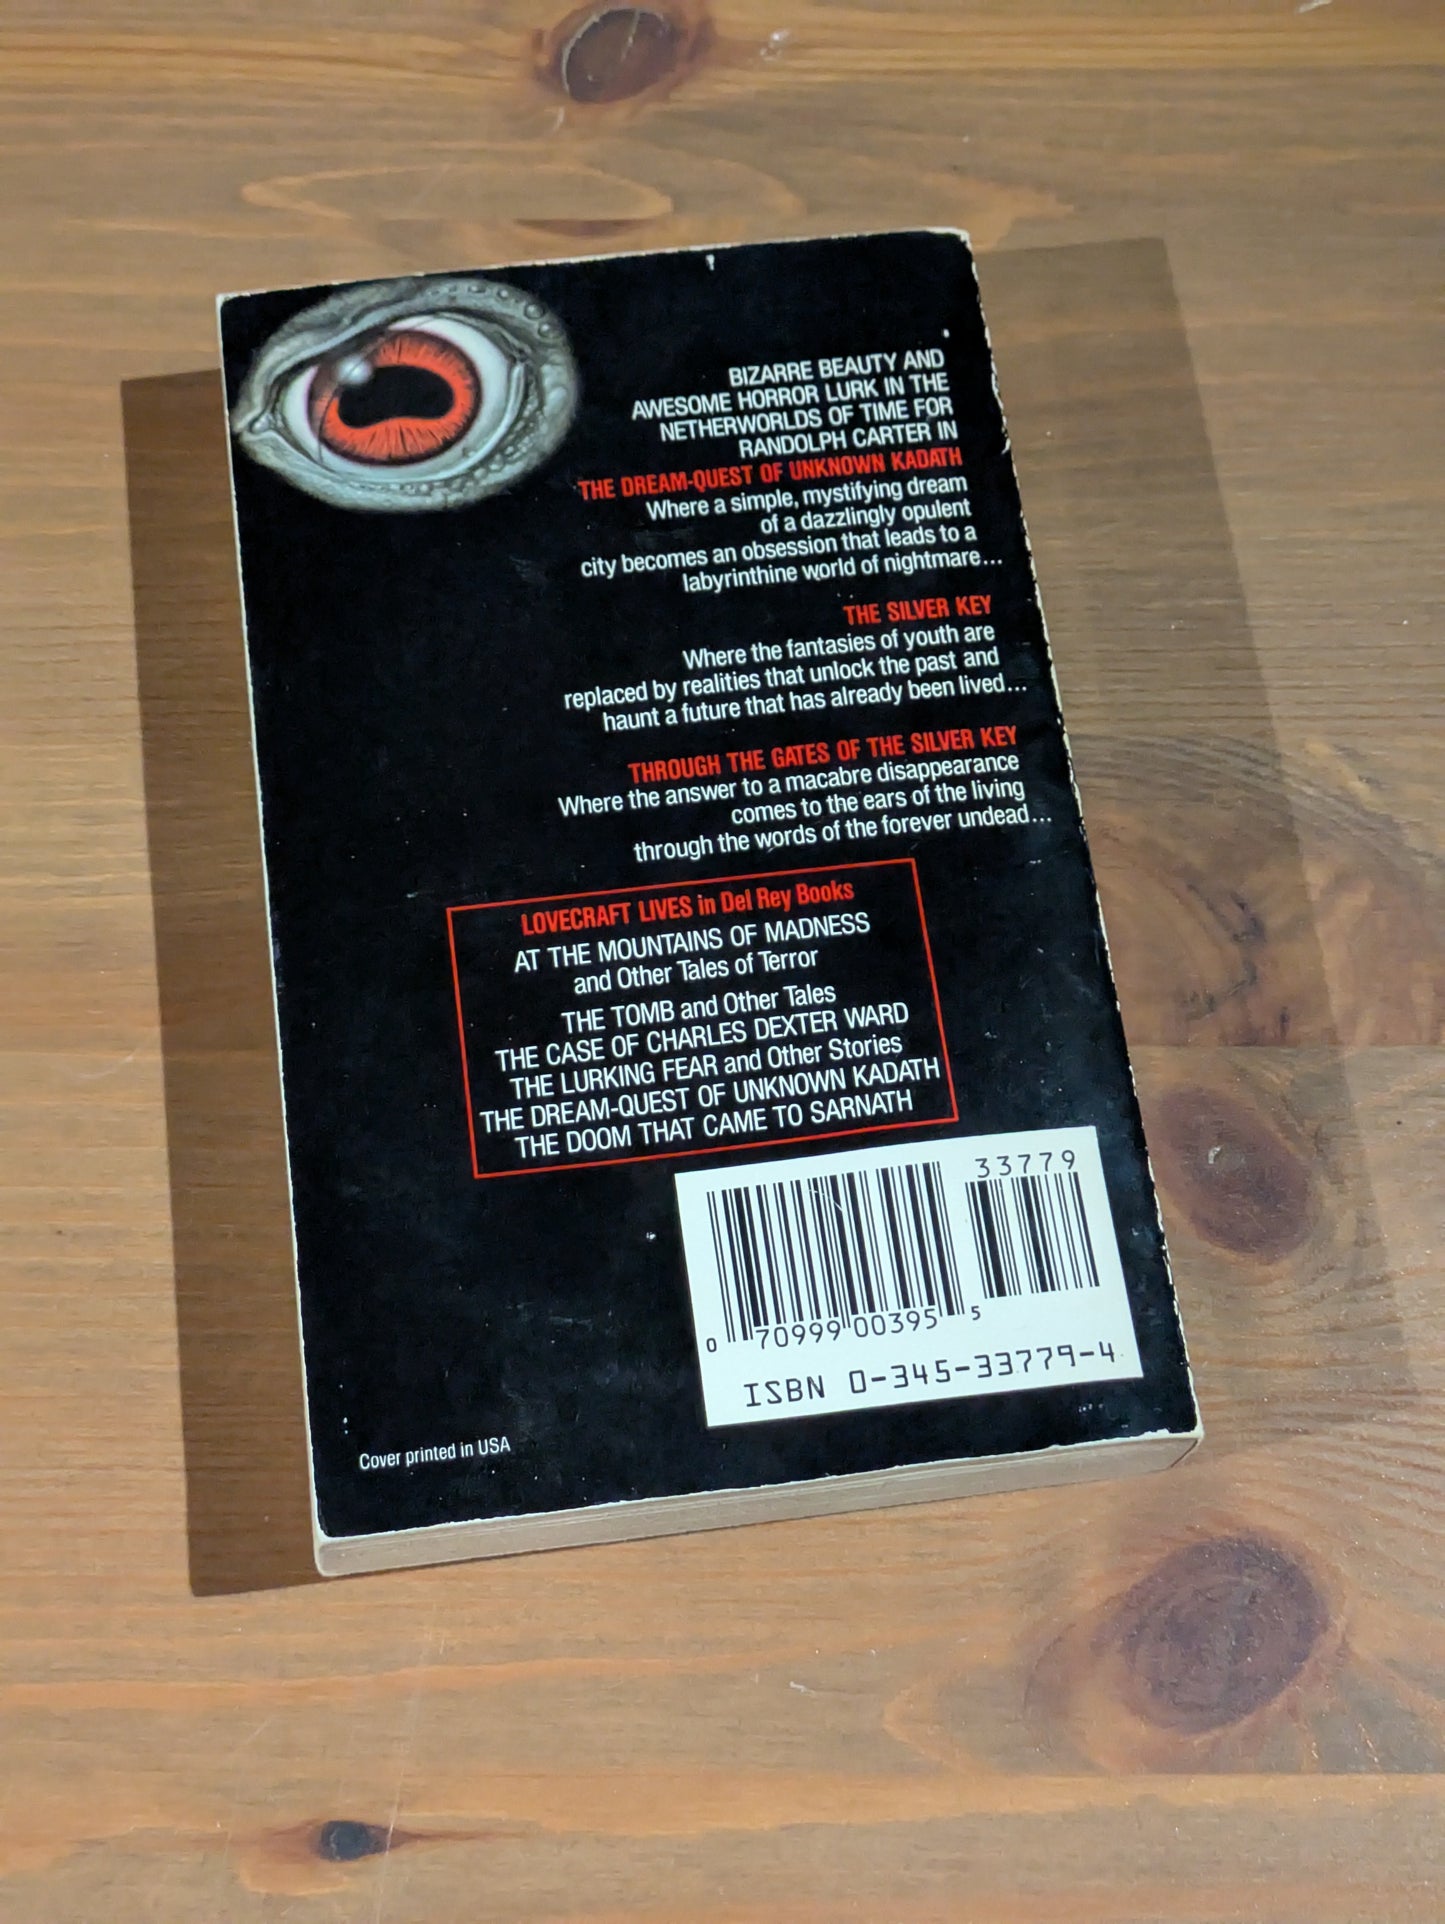 BIZARRE BEAUTY AND
AWESOME HORROR LURK IN THE
NETHERWORLDS OF TIME FOR
RANDOLPH CARTER IN
THE DREAM-QUEST OF UNKNOWN KADATH
Where a simple, mystifying dream
of a dazzlingly opulent
city becomes an obsession that leads to a
labyrinthine world of nightmare...
THE SILVER KEY
Where the fantasies of youth are
replaced by realities that unlock the past and
haunt a future that has already been lived...
THROUGH THE GATES OF THE SILVER KEY
Where the answer to a macabre disappearance
comes to the ears of the living
through the words of the forever undead...
LOVECRAFT LIVES in Del Rey Books
AT THE MOUNTAINS OF MADNESS
and Other Tales of Terror
THE TOMB and Other Tales
THE CASE OF CHARLES DEXTER WARD
THE LURKING FEAR and Other Stories
THE DREAM-QUEST OF UNKNOWN KADATH
THE DOOM THAT CAME TO SARNATH
33779
0 70999 00395 5
ISBN 0-345-33779-4
Cover printed in USA